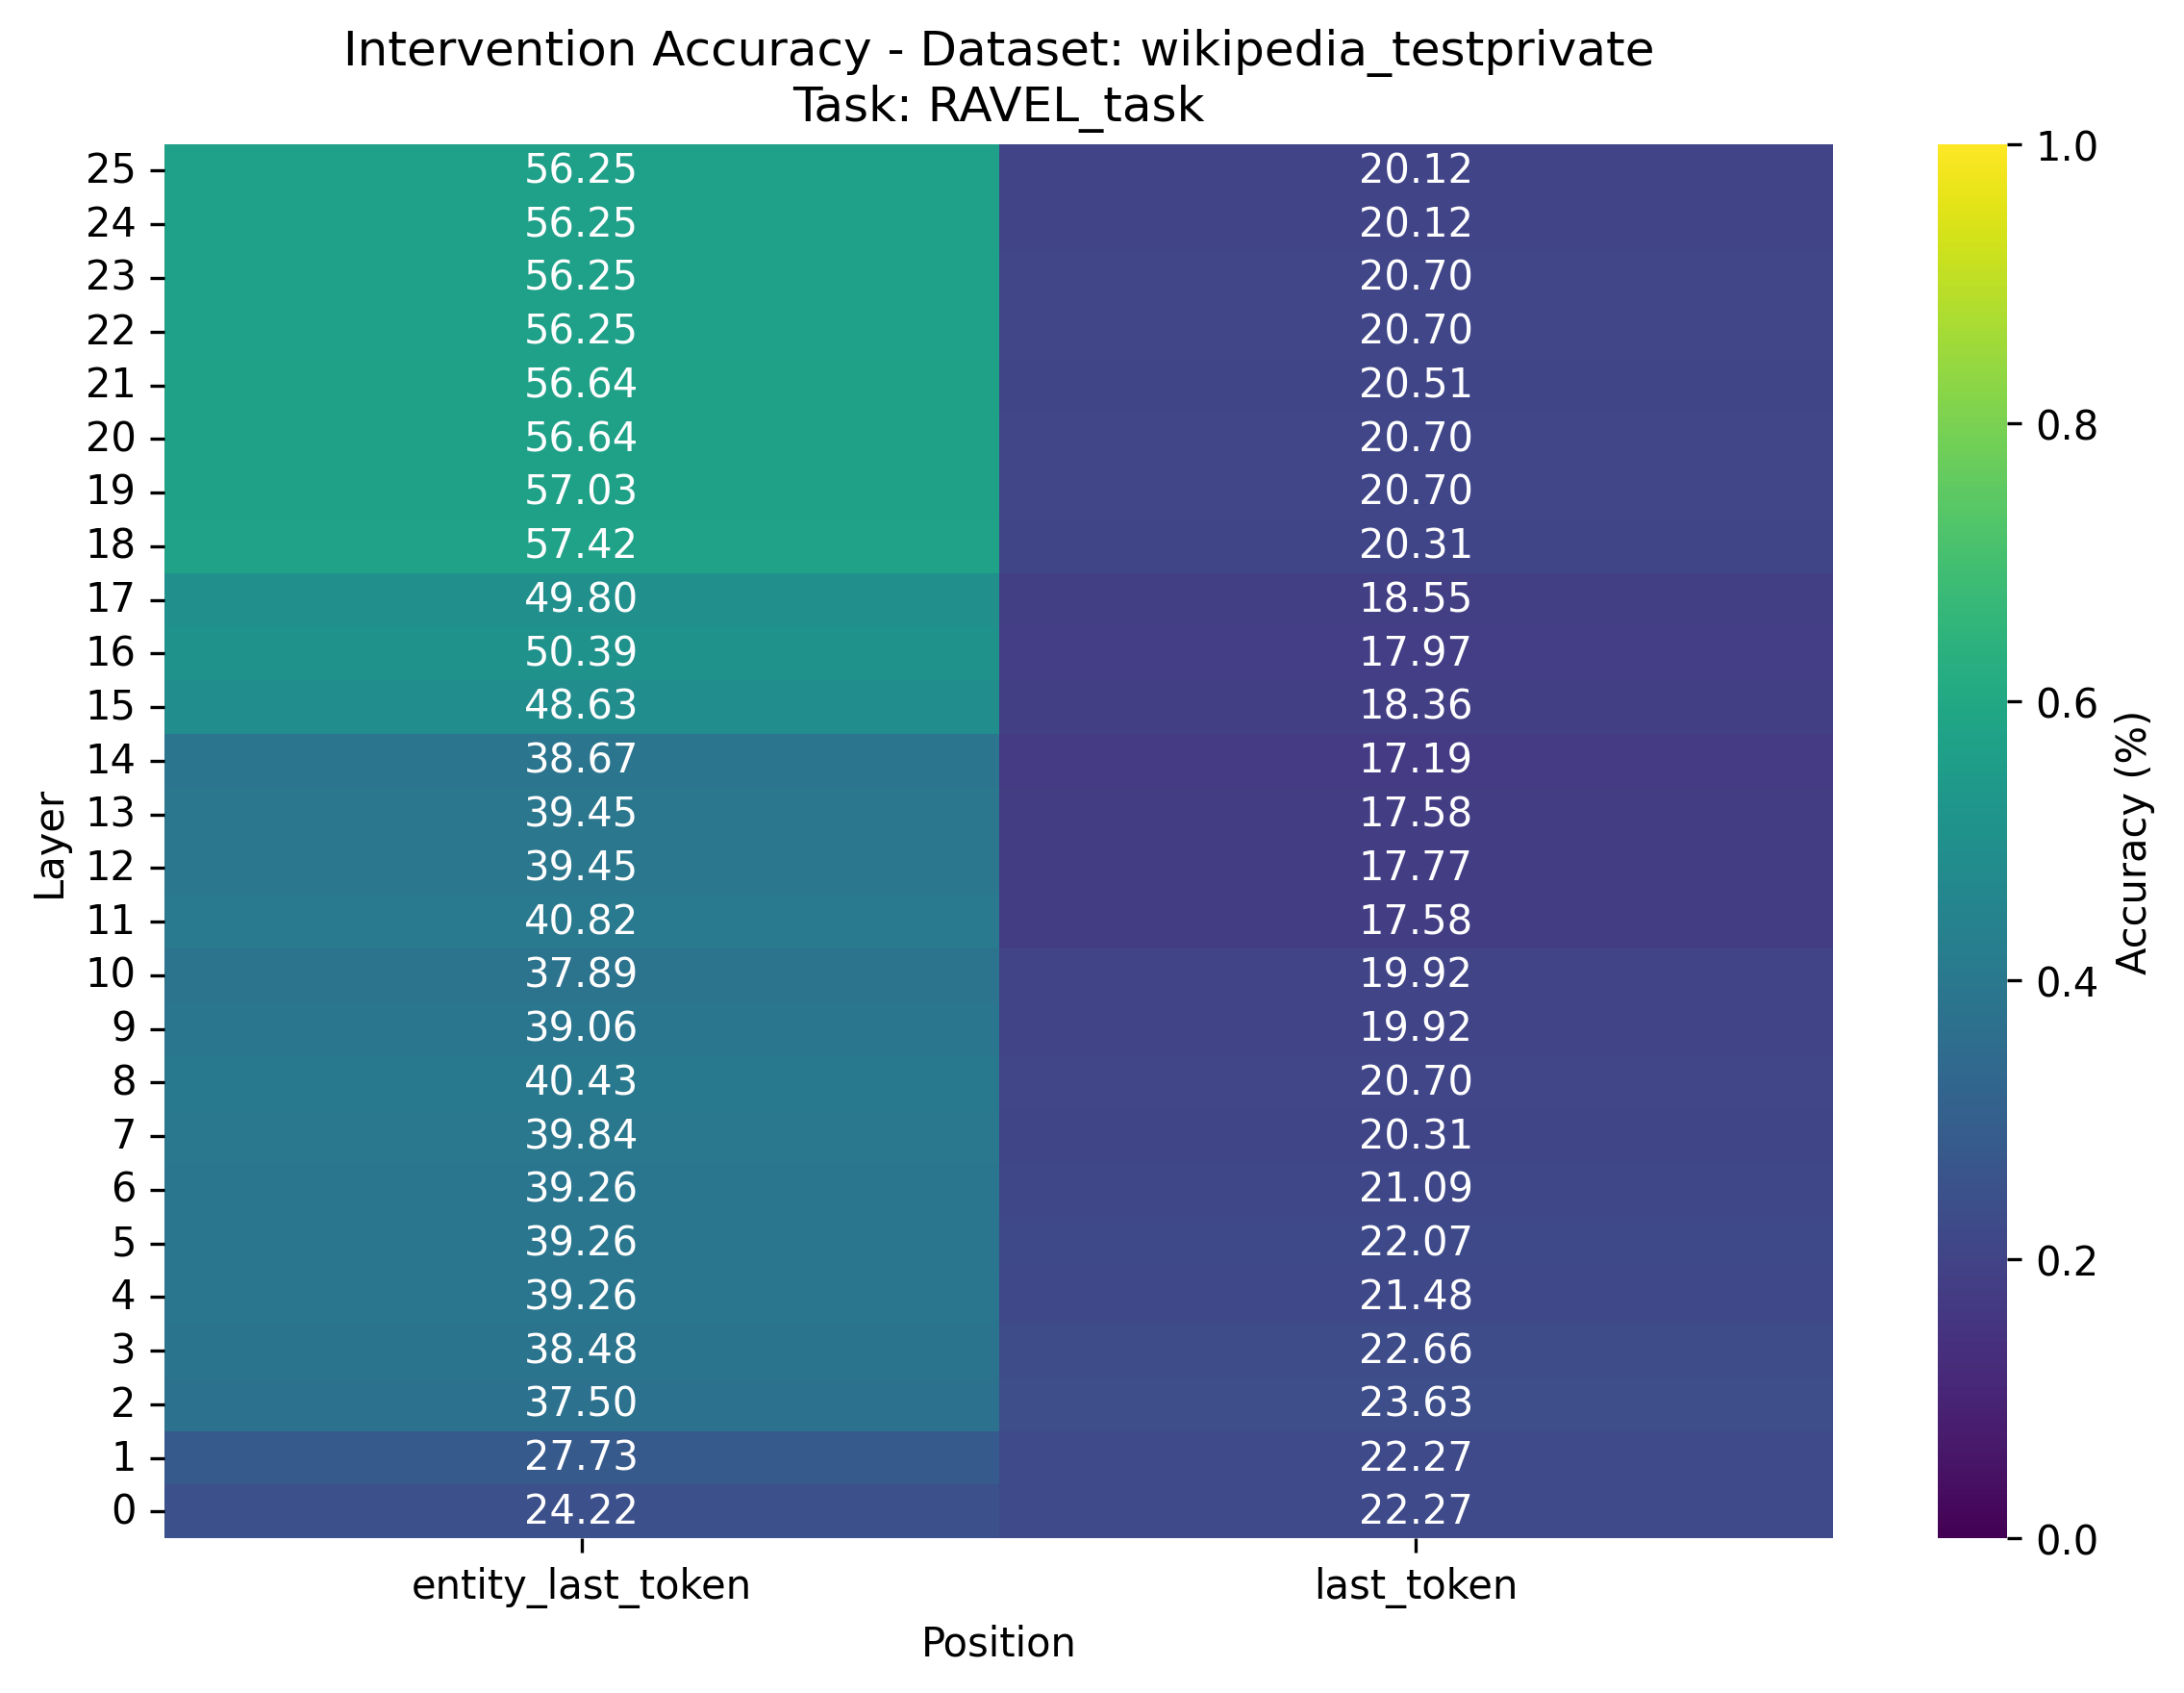 Intervention Accuracy - Dataset: wikipedia_testprivate
Task: RAVEL_task
25 56.25 20.12
24 56.25 20.12
23 56.25 20.70
22 56.25 20.70
21 56.64 20.51
20 56.64 20.70
19 57.03 20.70
18 57.42 20.31
17 49.80 18.55
16 50.39 17.97
15 48.63 18.36
14 38.67 17.19
13 39.45 17.58
12 39.45 17.77
11 40.82 17.58
10 37.89 19.92
9 39.06 19.92
8 40.43 20.70
7 39.84 20.31
6 39.26 21.09
5 39.26 22.07
4 39.26 21.48
3 38.48 22.66
2 37.50 23.63
1 27.73 22.27
0 24.22 22.27
Layer
entity_last_token last_token
Position
1.0
0.8
0.6
0.4
0.2
0.0
Accuracy (%)